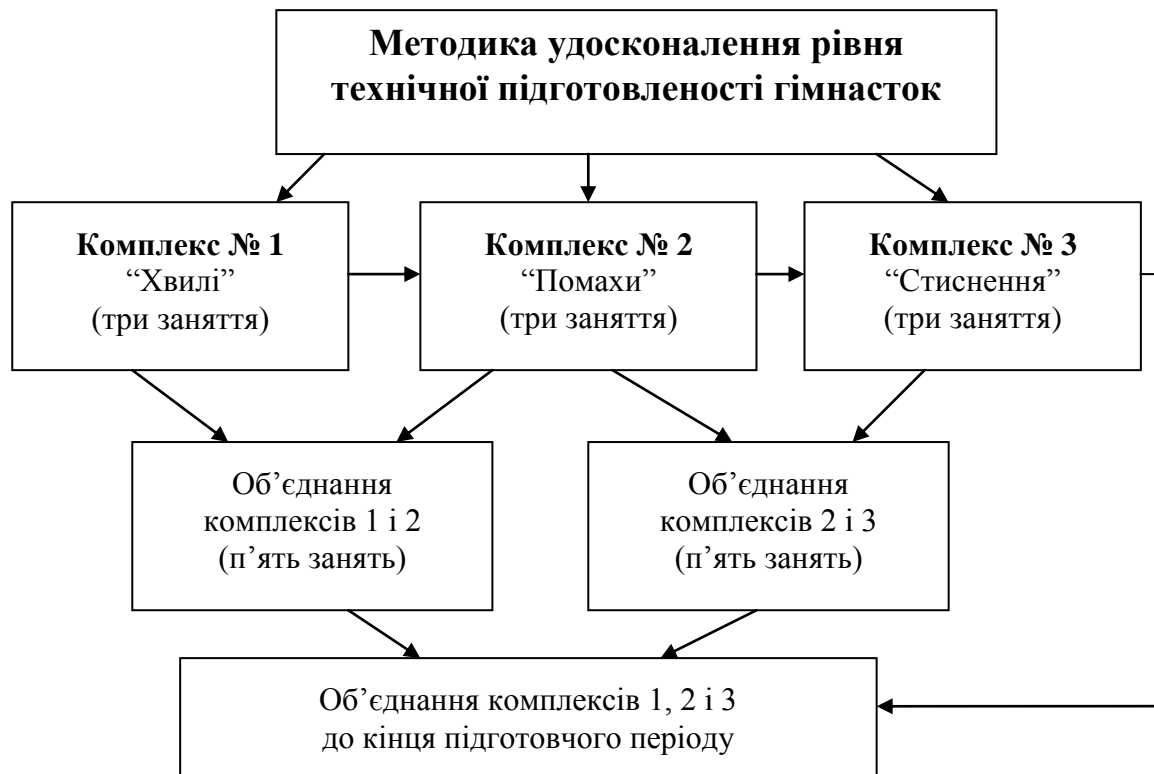 Методика удосконалення рівня
технічної підготовленості гімнасток
Комплекс № 1
“Хвилі”
(три заняття)
Комплекс № 2
“Помахи”
(три заняття)
Комплекс № 3
“Стиснення”
(три заняття)
Об’єднання
комплексів 1 і 2
(п’ять занять)
Об’єднання
комплексів 2 і 3
(п’ять занять)
Об’єднання комплексів 1, 2 і 3
до кінця підготовчого періоду